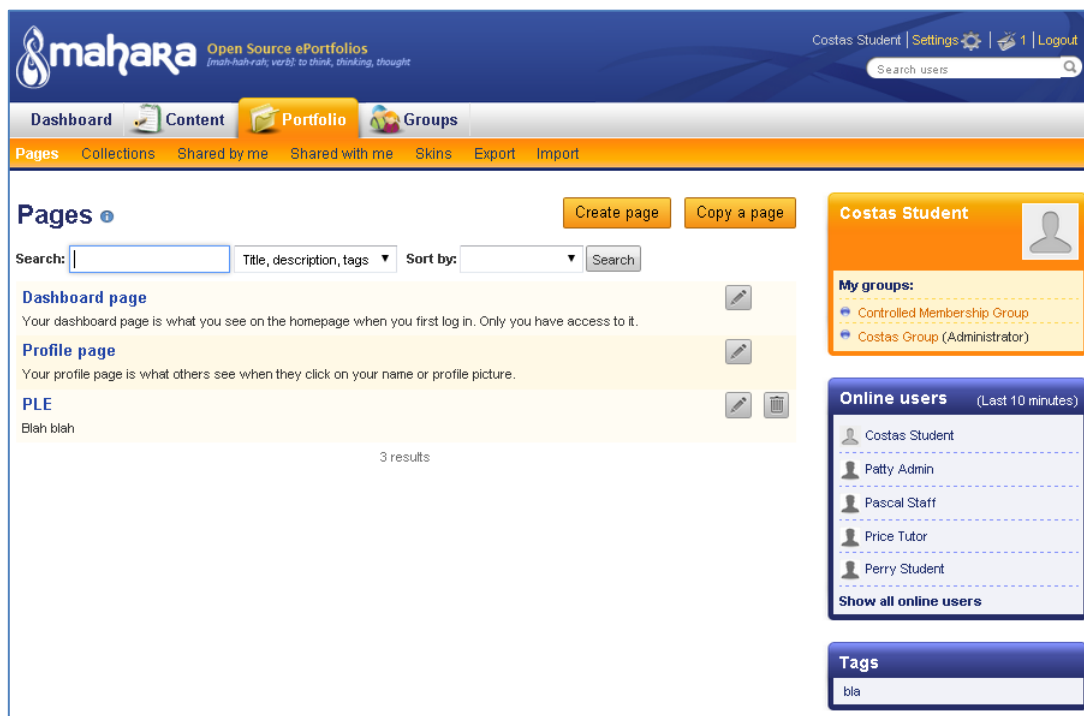 mahara Open Source ePortfolios
[mah-hah-rah; verb]: to think, thinking, thought
Costas Student | Settings | 1 | Logout
Search users
Dashboard Content Portfolio Groups
Pages Collections Shared by me Shared with me Skins Export Import
Pages
Create page Copy a page
Search: Title, description, tags Sort by: Search
Dashboard page
Your dashboard page is what you see on the homepage when you first log in. Only you have access to it.
Profile page
Your profile page is what others see when they click on your name or profile picture.
PLE
Blah blah
3 results
Costas Student
My groups:
Controlled Membership Group
Costas Group (Administrator)
Online users (Last 10 minutes)
Costas Student
Patty Admin
Pascal Staff
Price Tutor
Perry Student
Show all online users
Tags
bla